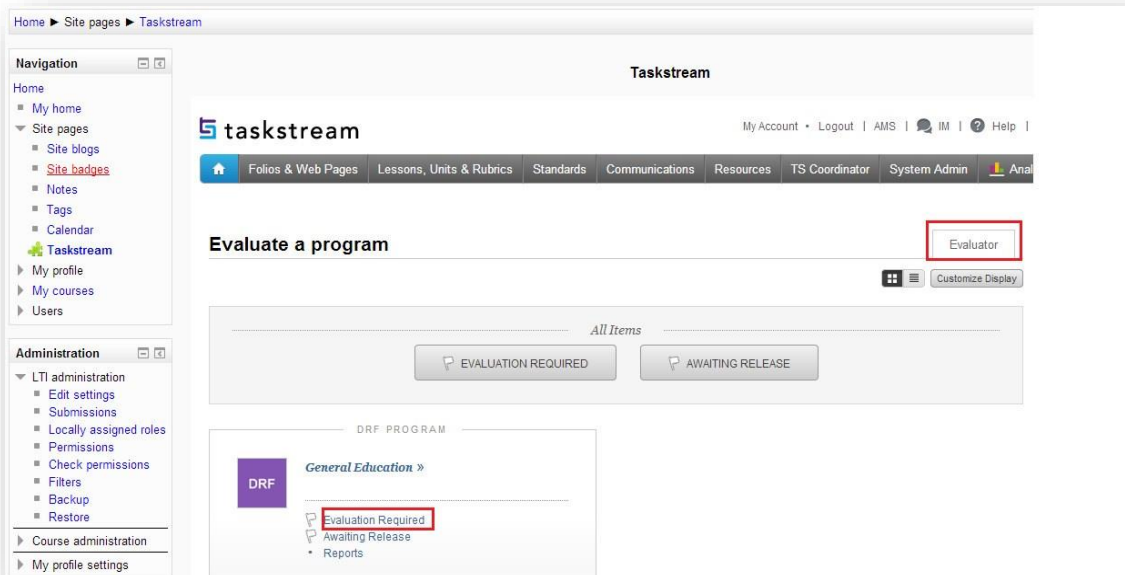 Home ► Site pages ► Taskstream
Navigation
Home
My home
Site pages
Site blogs
Site badges
Notes
Tags
Calendar
Taskstream
My profile
My courses
Users
Administration
LTI administration
Edit settings
Submissions
Locally assigned roles
Permissions
Check permissions
Filters
Backup
Restore
Course administration
My profile settings
Taskstream
taskstream
My Account • Logout | AMS | IM | Help |
Folios & Web Pages Lessons, Units & Rubrics Standards Communications Resources TS Coordinator System Admin Anal
Evaluate a program
Evaluator
Customize Display
All Items
EVALUATION REQUIRED AWAITING RELEASE
DRF PROGRAM
DRF
General Education »
Evaluation Required
Awaiting Release
• Reports